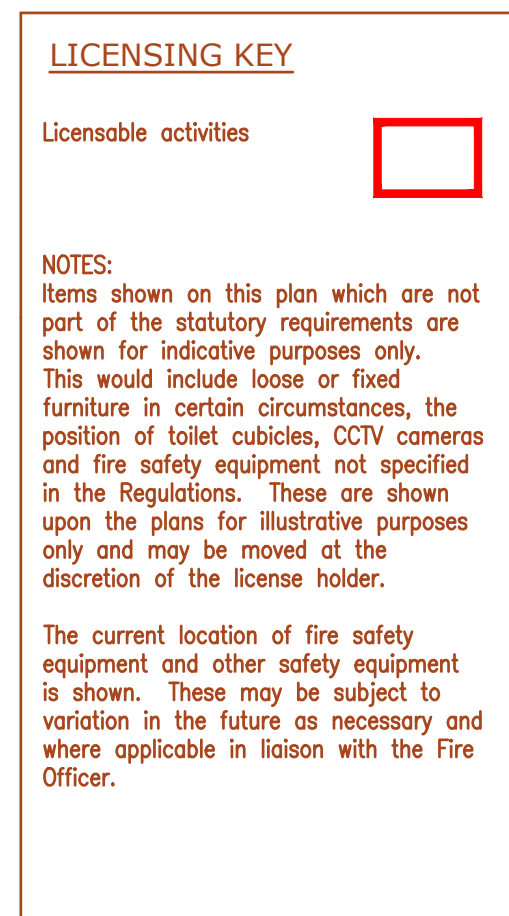 LICENSING KEY
Licensable activities
NOTES:
Items shown on this plan which are not
part of the statutory requirements are
shown for indicative purposes only.
This would include loose or fixed
furniture in certain circumstances, the
position of toilet cubicles, CCTV cameras
and fire safety equipment not specified
in the Regulations.  These are shown
upon the plans for illustrative purposes
only and may be moved at the
discretion of the license holder.
The current location of fire safety
equipment and other safety equipment
is shown.  These may be subject to
variation in the future as necessary and
where applicable in liaison with the Fire
Officer.